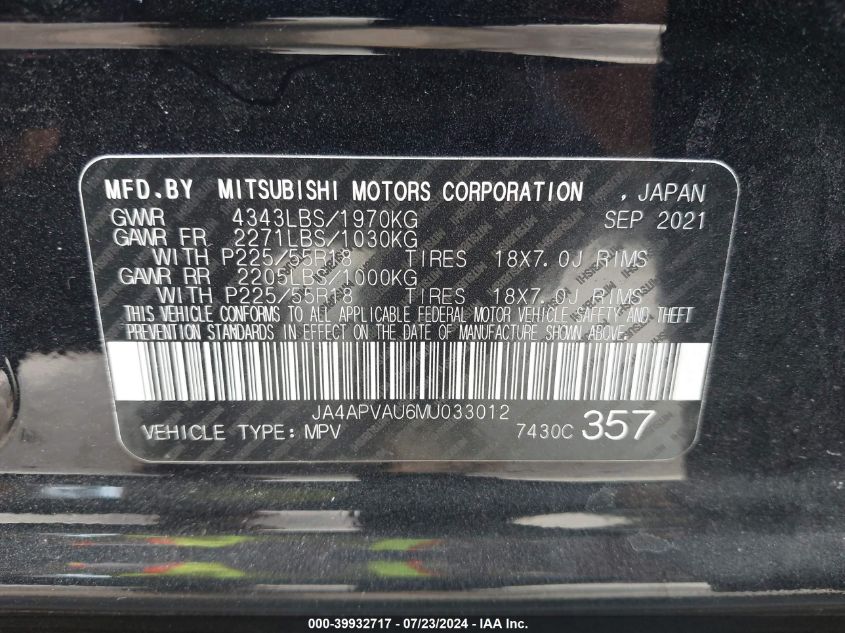 MFD.BY MITSUBISHI MOTORS CORPORATION , JAPAN
GVWR 4343LBS/1970KG SEP 2021
GAWR FR 2271LBS/1030KG
WITH P225/55R18 TIRES 18X7.0J RIMS
GAWR RR 2205LBS/1000KG
WITH P225/55R18 TIRES 18X7.0J RIMS
THIS VEHICLE CONFORMS TO ALL APPLICABLE FEDERAL MOTOR VEHICLE SAFETY AND THEFT
PREVENTION STANDARDS IN EFFECT ON THE DATE OF MANUFACTURE SHOWN ABOVE.
JA4APVAU6MU033012
VEHICLE TYPE: MPV 7430C 357
000-39932717 - 07/23/2024 - IAA Inc.